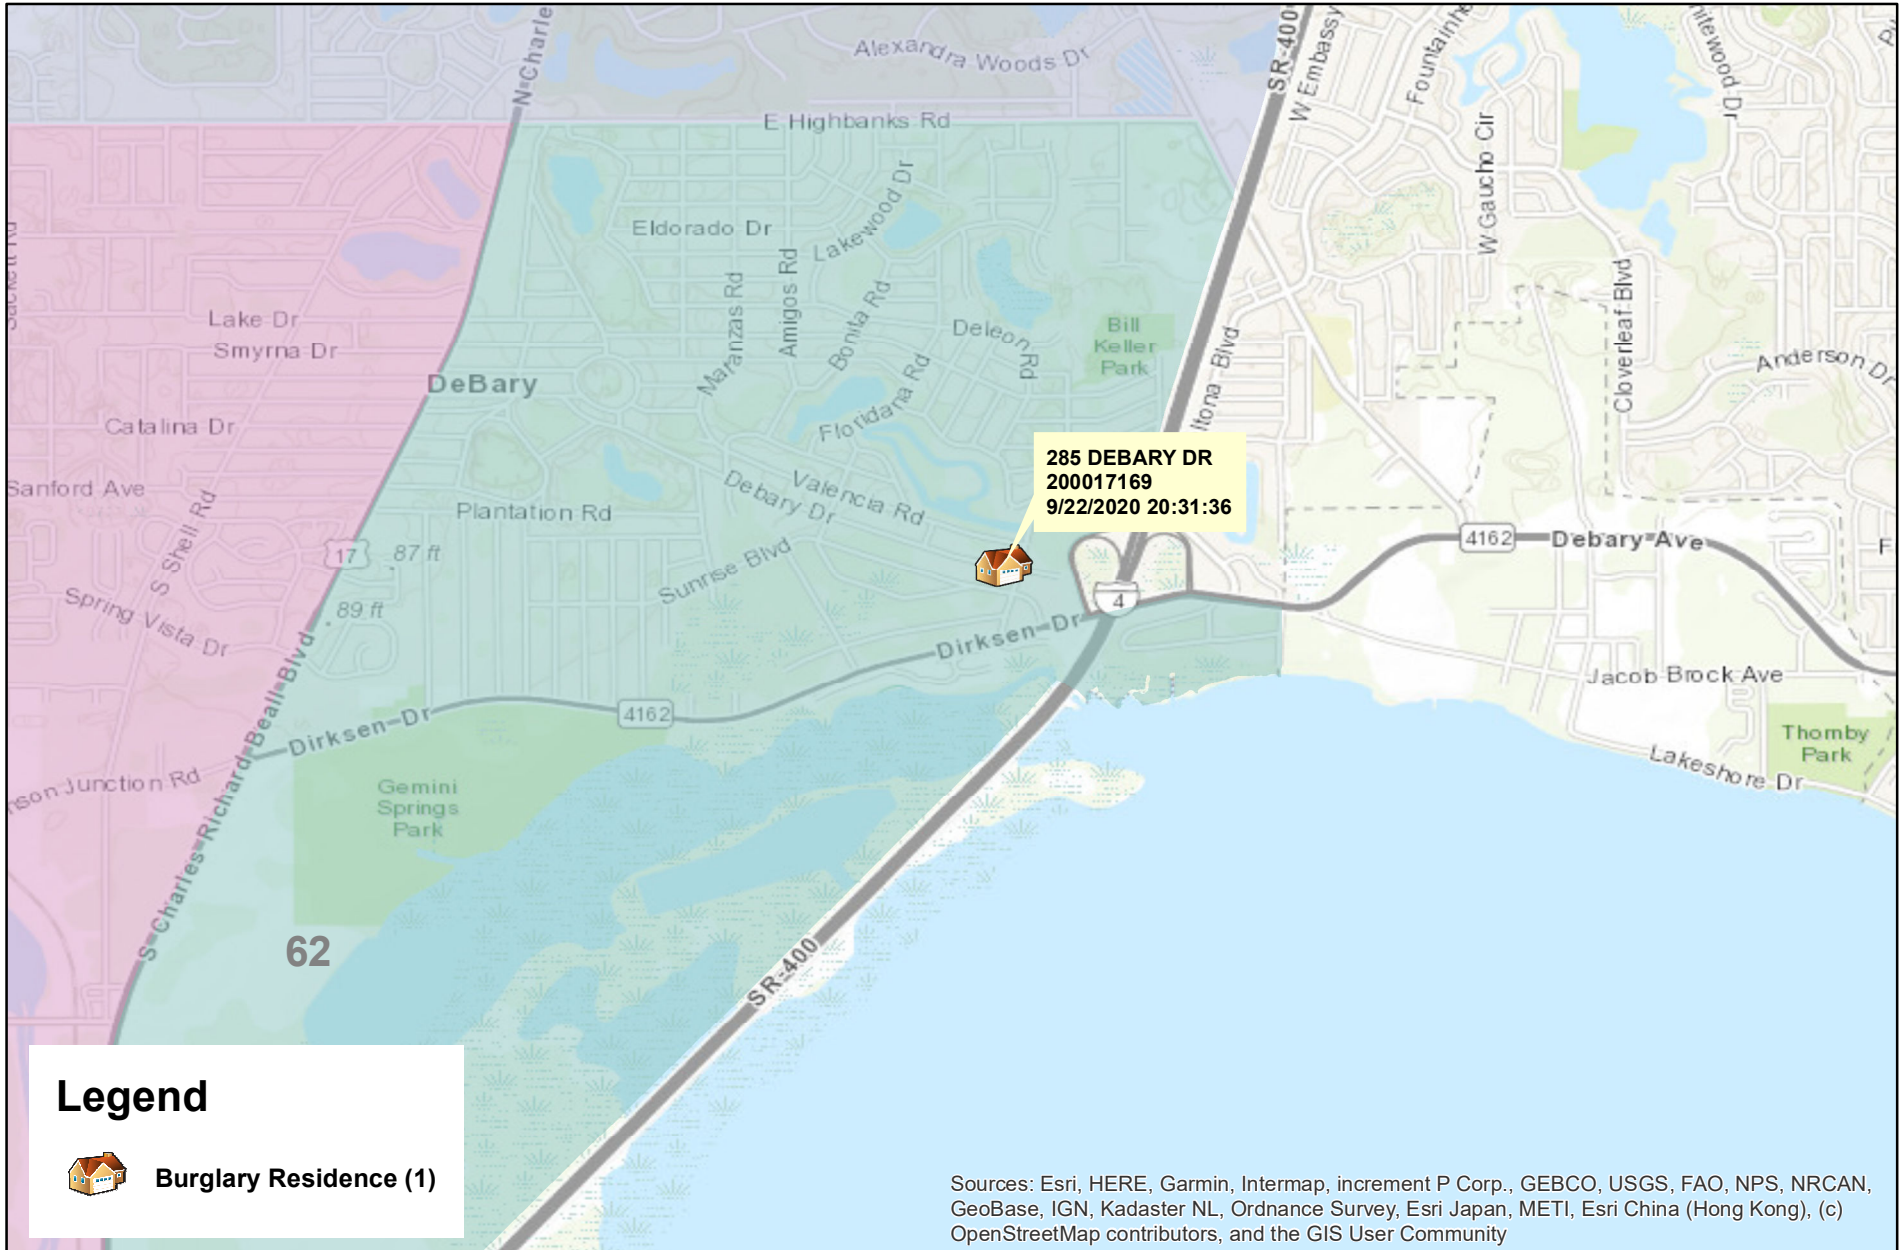 N Charle
Alexandra Woods Dr
SR-400
W Embassy
E Highbanks Rd
W Gaucho Cir
Eldorado Dr
Lakewood Dr
Maranzas Rd
Amigos Rd
Bonita Rd
Deleon Rd
Bill
Keller
Park
Lake Dr
Smyrna Dr
Cloverleaf Blvd
Anderson Dr
DeBary
Floridana Rd
Catalina Dr
285 DEBARY DR
200017169
9/22/2020 20:31:36
Sanford Ave
S Shell Rd
Plantation Rd
Valencia Rd
Debary Dr
17
87 ft
Sunrise Blvd
4162
Debary Ave
89 ft
Spring Vista Dr
4
Dirksen Dr
Jacob Brock Ave
S Charles Richard Beall Blvd
Dirksen Dr
4162
Thornby
Park
Lakeshore Dr
Junction Rd
Gemini
Springs
Park
62
SR-400
Legend
Burglary Residence (1)
Sources: Esri, HERE, Garmin, Intermap, increment P Corp., GEBCO, USGS, FAO, NPS, NRCAN,
GeoBase, IGN, Kadaster NL, Ordnance Survey, Esri Japan, METI, Esri China (Hong Kong), (c)
OpenStreetMap contributors, and the GIS User Community